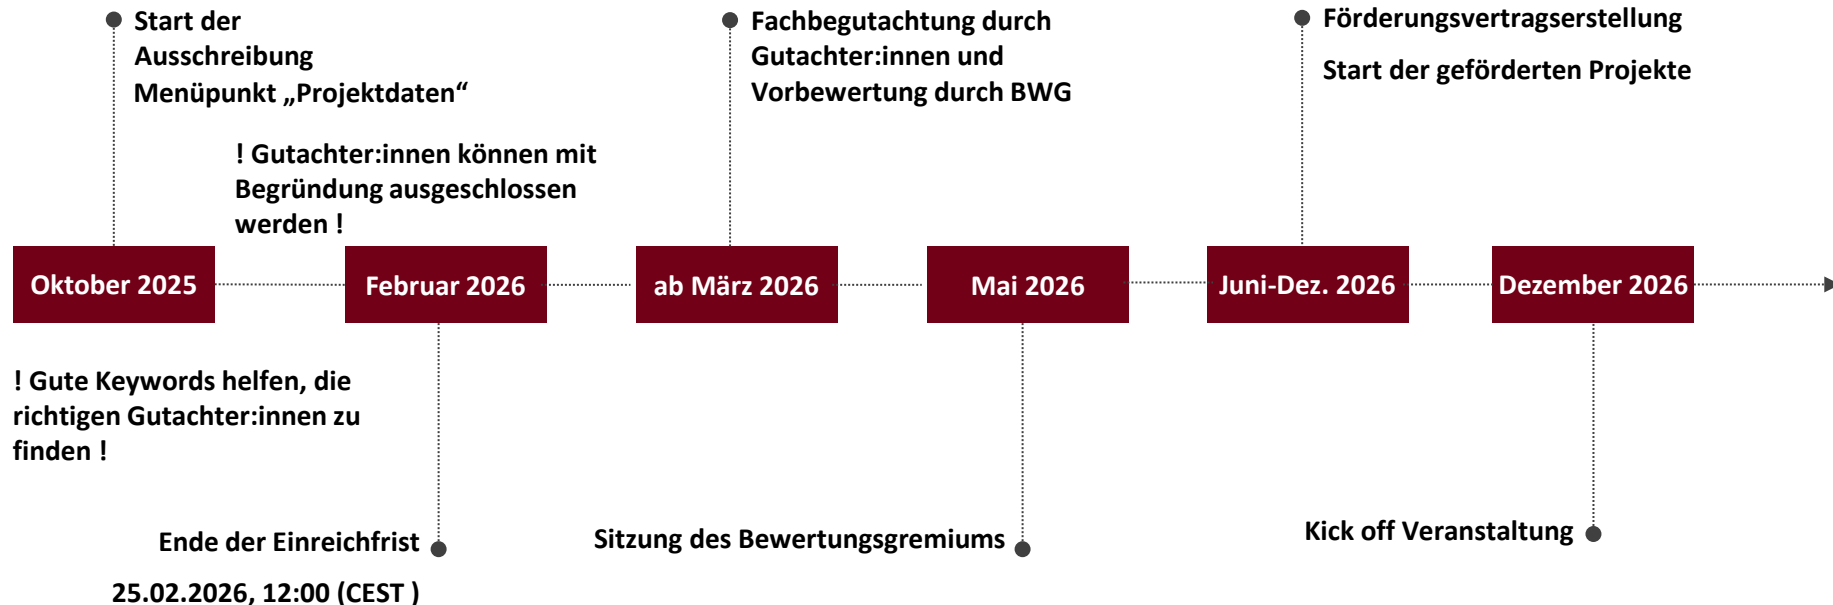 Start der
Ausschreibung
Menüpunkt „Projektdaten“
Fachbegutachtung durch
Gutachter:innen und
Vorbewertung durch BWG
Förderungsvertragserstellung
Start der geförderten Projekte
! Gutachter:innen können mit
Begründung ausgeschlossen
werden !
Oktober 2025
Februar 2026
ab März 2026
Mai 2026
Juni-Dez. 2026
Dezember 2026
! Gute Keywords helfen, die
richtigen Gutachter:innen zu
finden !
Ende der Einreichfrist
25.02.2026, 12:00 (CEST )
Sitzung des Bewertungsgremiums
Kick off Veranstaltung